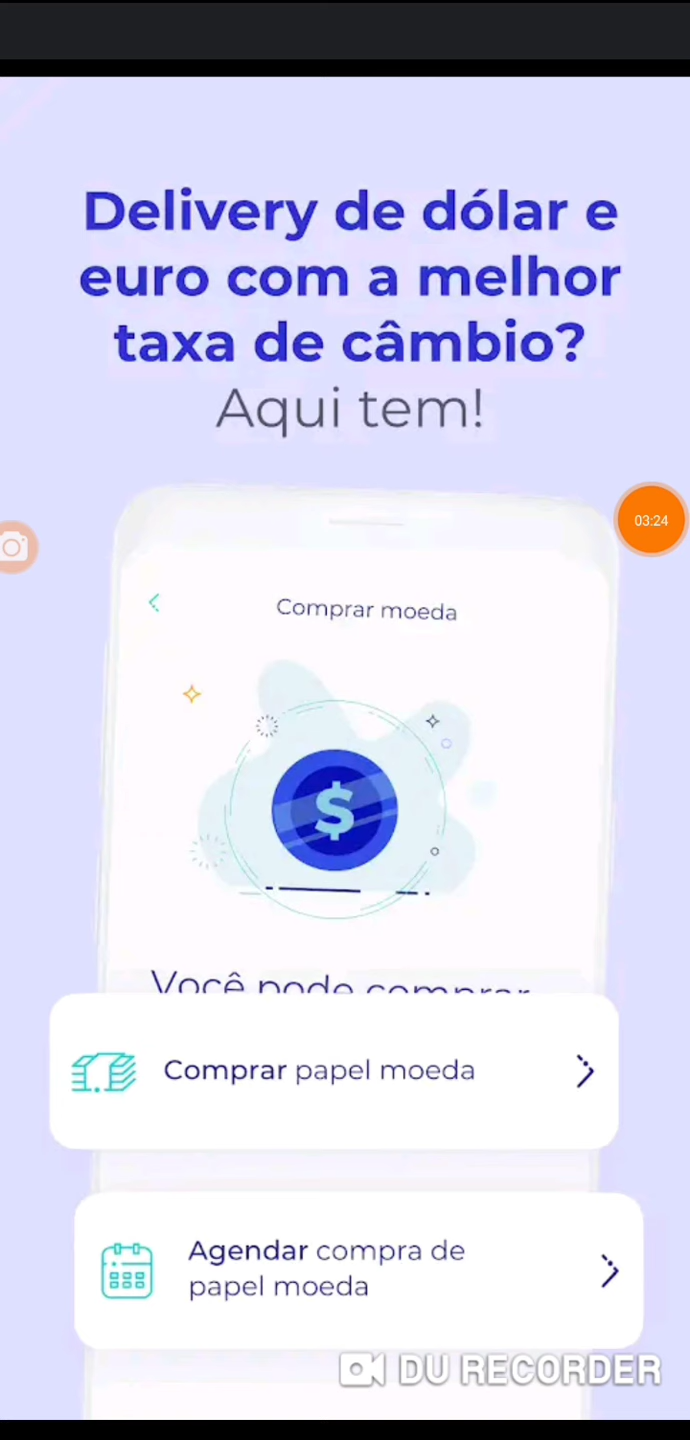 Delivery de dólar e
euro com a melhor
taxa de câmbio?
Aqui tem!
03:24
Comprar moeda
$
Você pode comprar
Comprar papel moeda
Agendar compra de
papel moeda
DU RECORDER